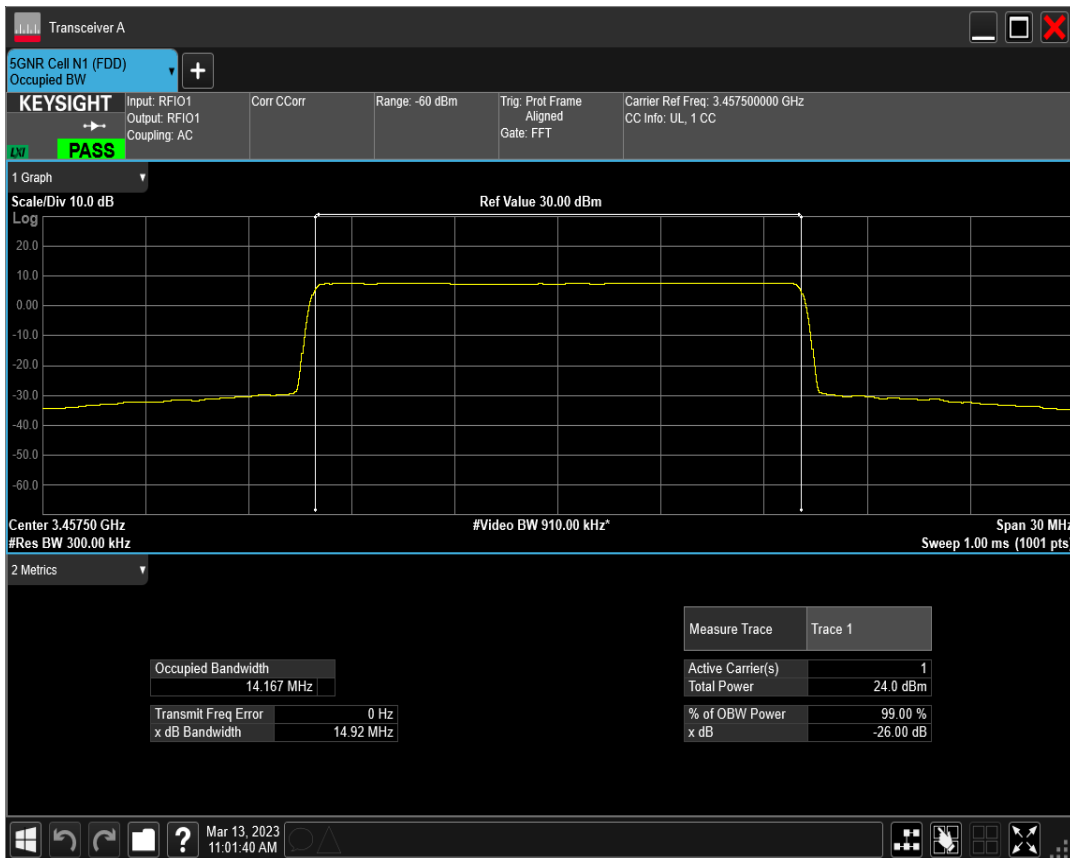 Transceiver A
5GNR Cell N1 (FDD)
Occupied BW
+
KEYSIGHT
LXI
PASS
Input: RFIO1
Output: RFIO1
Coupling: AC
Corr CCorr
Range: -60 dBm
Trig: Prot Frame
Aligned
Gate: FFT
Carrier Ref Freq: 3.457500000 GHz
CC Info: UL, 1 CC
1 Graph
Scale/Div 10.0 dB
Ref Value 30.00 dBm
Log
20.0
10.0
0.00
-10.0
-20.0
-30.0
-40.0
-50.0
-60.0
Center 3.45750 GHz
#Video BW 910.00 kHz*
Span 30 MHz
#Res BW 300.00 kHz
Sweep 1.00 ms (1001 pts)
2 Metrics
Measure Trace Trace 1
Occupied Bandwidth
14.167 MHz
Transmit Freq Error 0 Hz
x dB Bandwidth 14.92 MHz
Active Carrier(s) 1
Total Power 24.0 dBm
% of OBW Power 99.00 %
x dB -26.00 dB
?
Mar 13, 2023
11:01:40 AM